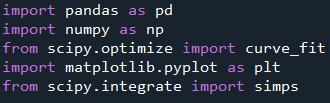 import pandas as pd
import numpy as np
from scipy.optimize import curve_fit
import matplotlib.pyplot as plt
from scipy.integrate import simps